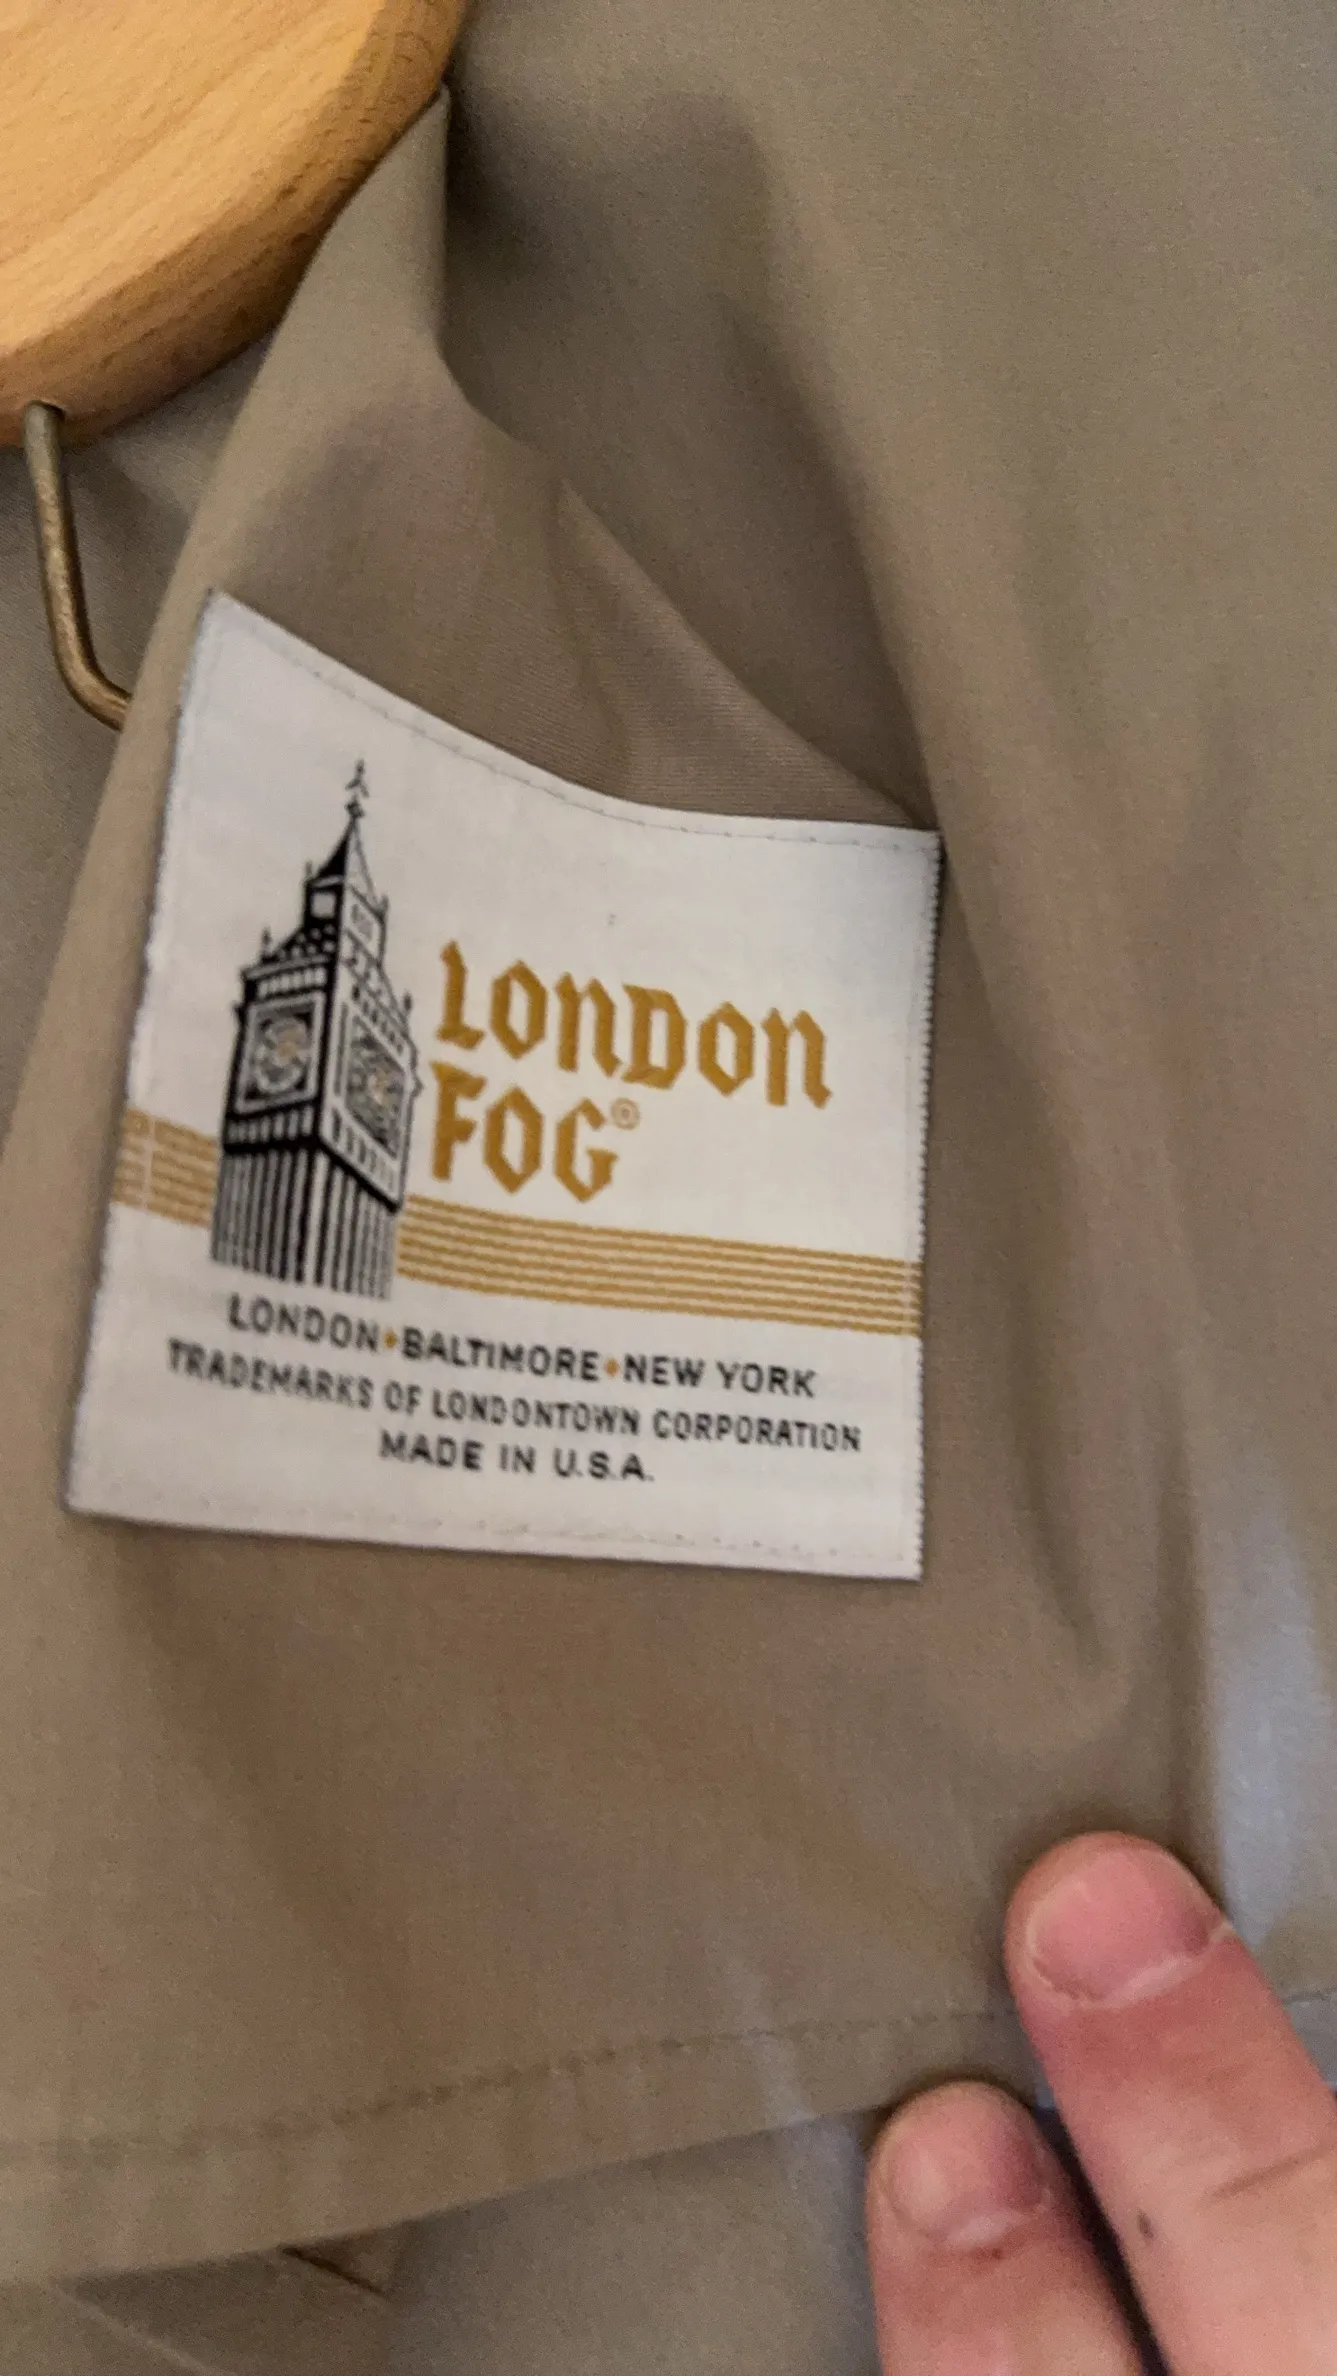 LONDON
FOG®
LONDON•BALTIMORE•NEW YORK
TRADEMARKS OF LONDONTOWN CORPORATION
MADE IN U.S.A.